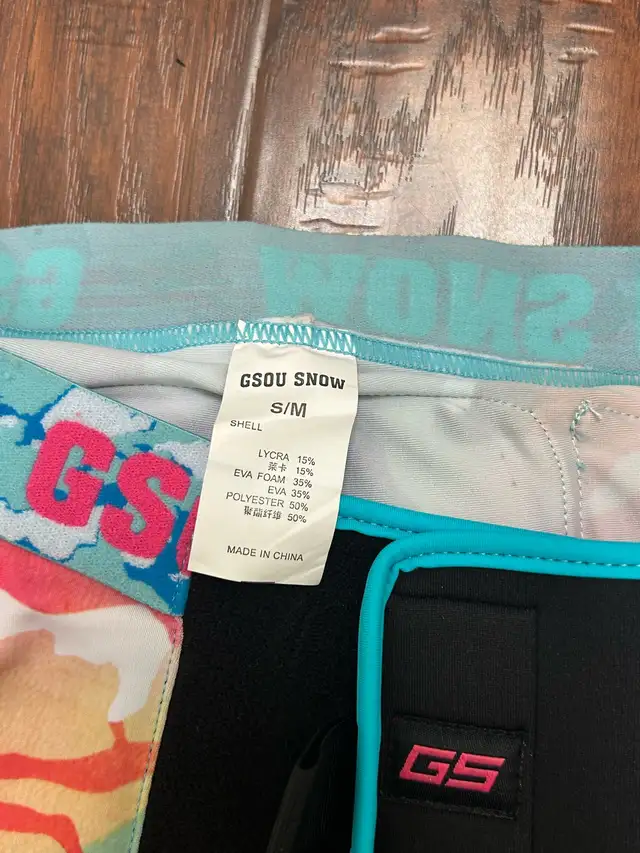 SNOW
GSOU SNOW
S/M
SHELL
LYCRA 15%
莱卡 15%
EVA FOAM 35%
EVA 35%
POLYESTER 50%
聚酯纤维 50%
MADE IN CHINA
GS
GS